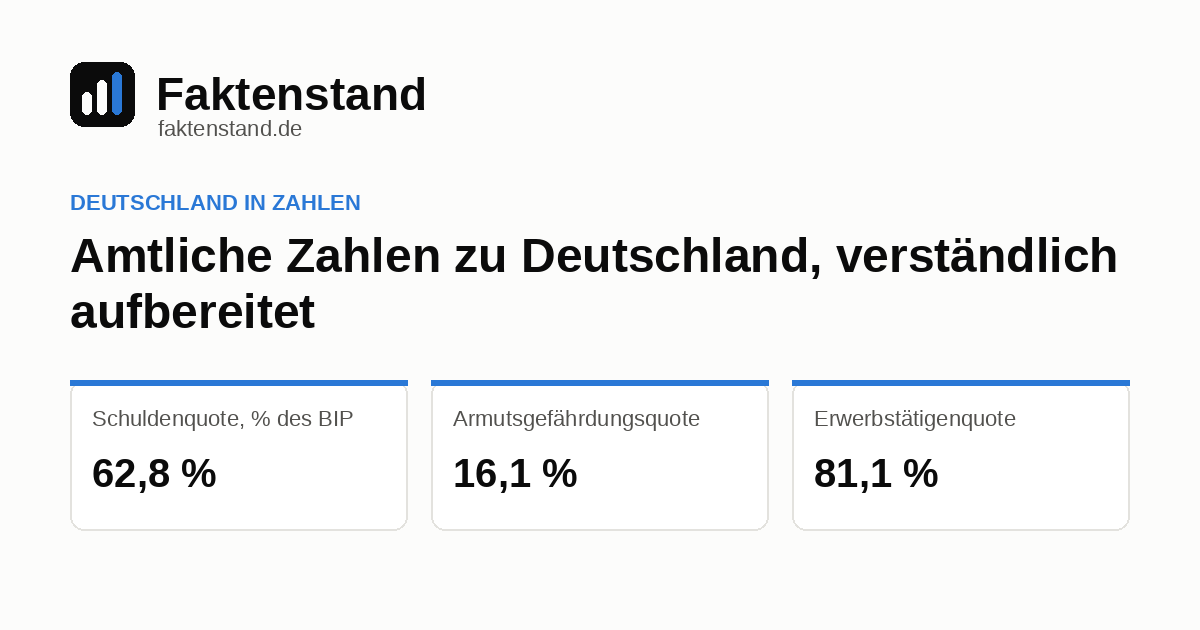 Faktenstand
faktenstand.de
DEUTSCHLAND IN ZAHLEN
Amtliche Zahlen zu Deutschland, verständlich
aufbereitet
Schuldenquote, % des BIP
62,8 %
Armutsgefährdungsquote
16,1 %
Erwerbstätigenquote
81,1 %